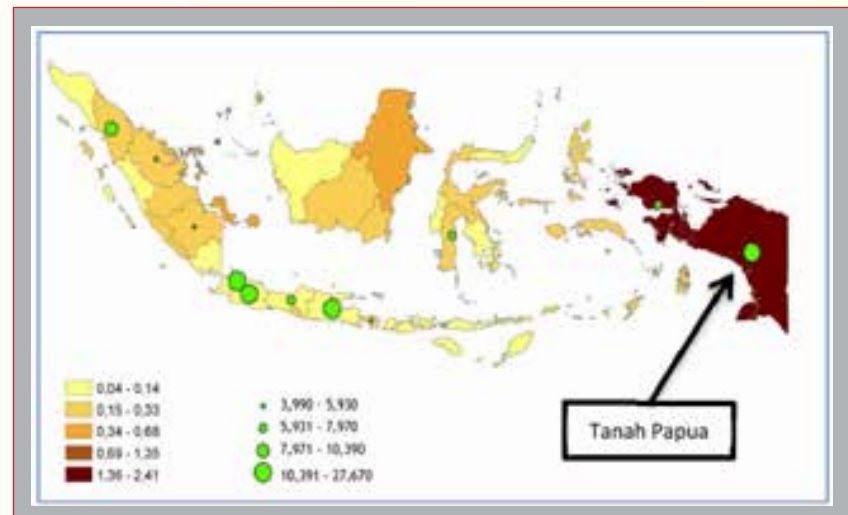 0,04 - 0,14
0,15 - 0,33
0,34 - 0,68
0,69 - 1,35
1,36 - 2,41
3,990 - 5,930
5,931 - 7,970
7,971 - 10,390
10,391 - 27,670
Tanah Papua